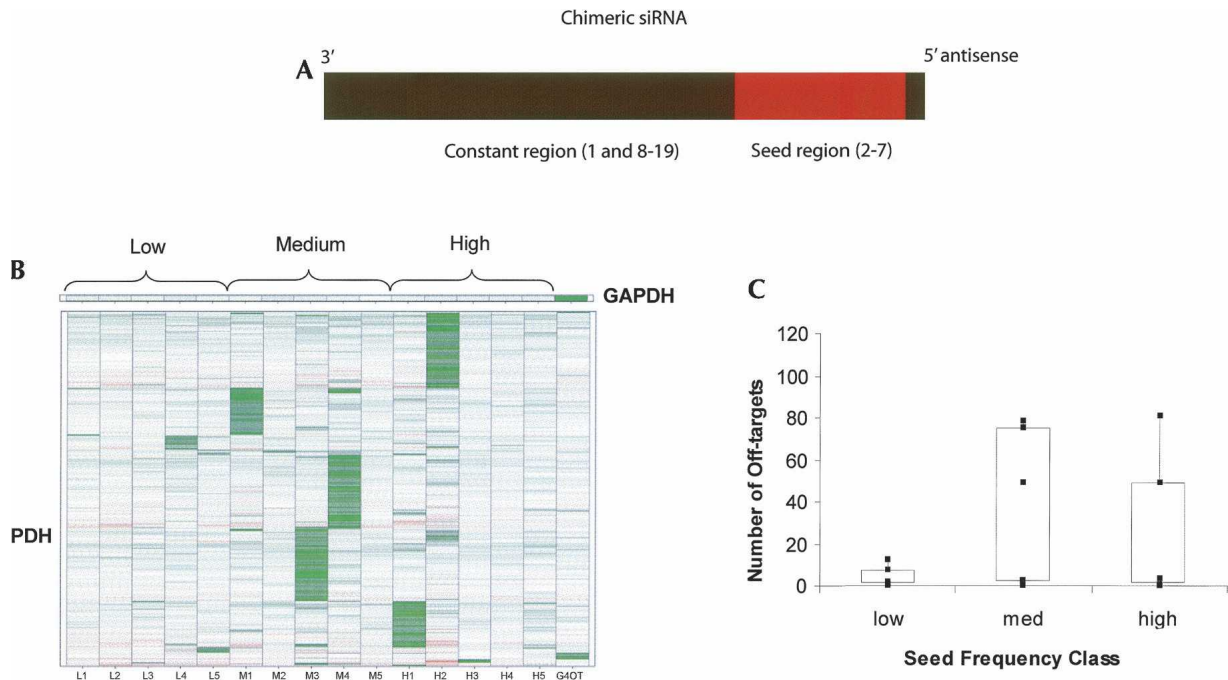 Chimeric siRNA
A
3′
5′ antisense
Constant region (1 and 8-19)
Seed region (2-7)
B
Low
Medium
High
GAPDH
PDH
L1 L2 L3 L4 L5 M1 M2 M3 M4 M5 H1 H2 H3 H4 H5 G4OT
C
Number of Off-targets
120
100
80
60
40
20
0
low med high
Seed Frequency Class